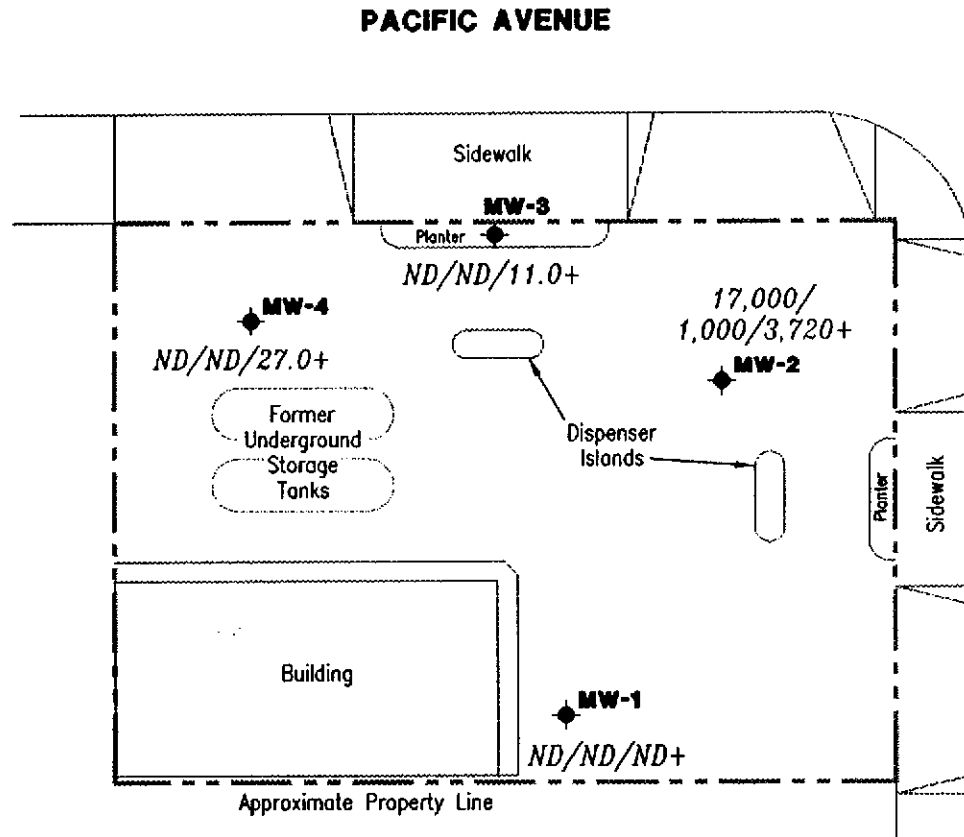 PACIFIC AVENUE
Sidewalk
MW-3
Planter
ND/ND/11.0+
MW-4
ND/ND/27.0+
17,000/
1,000/3,720+
MW-2
Former
Underground
Storage
Tanks
Dispenser
Islands
Planter
Sidewalk
Building
MW-1
ND/ND/ND+
Approximate Property Line